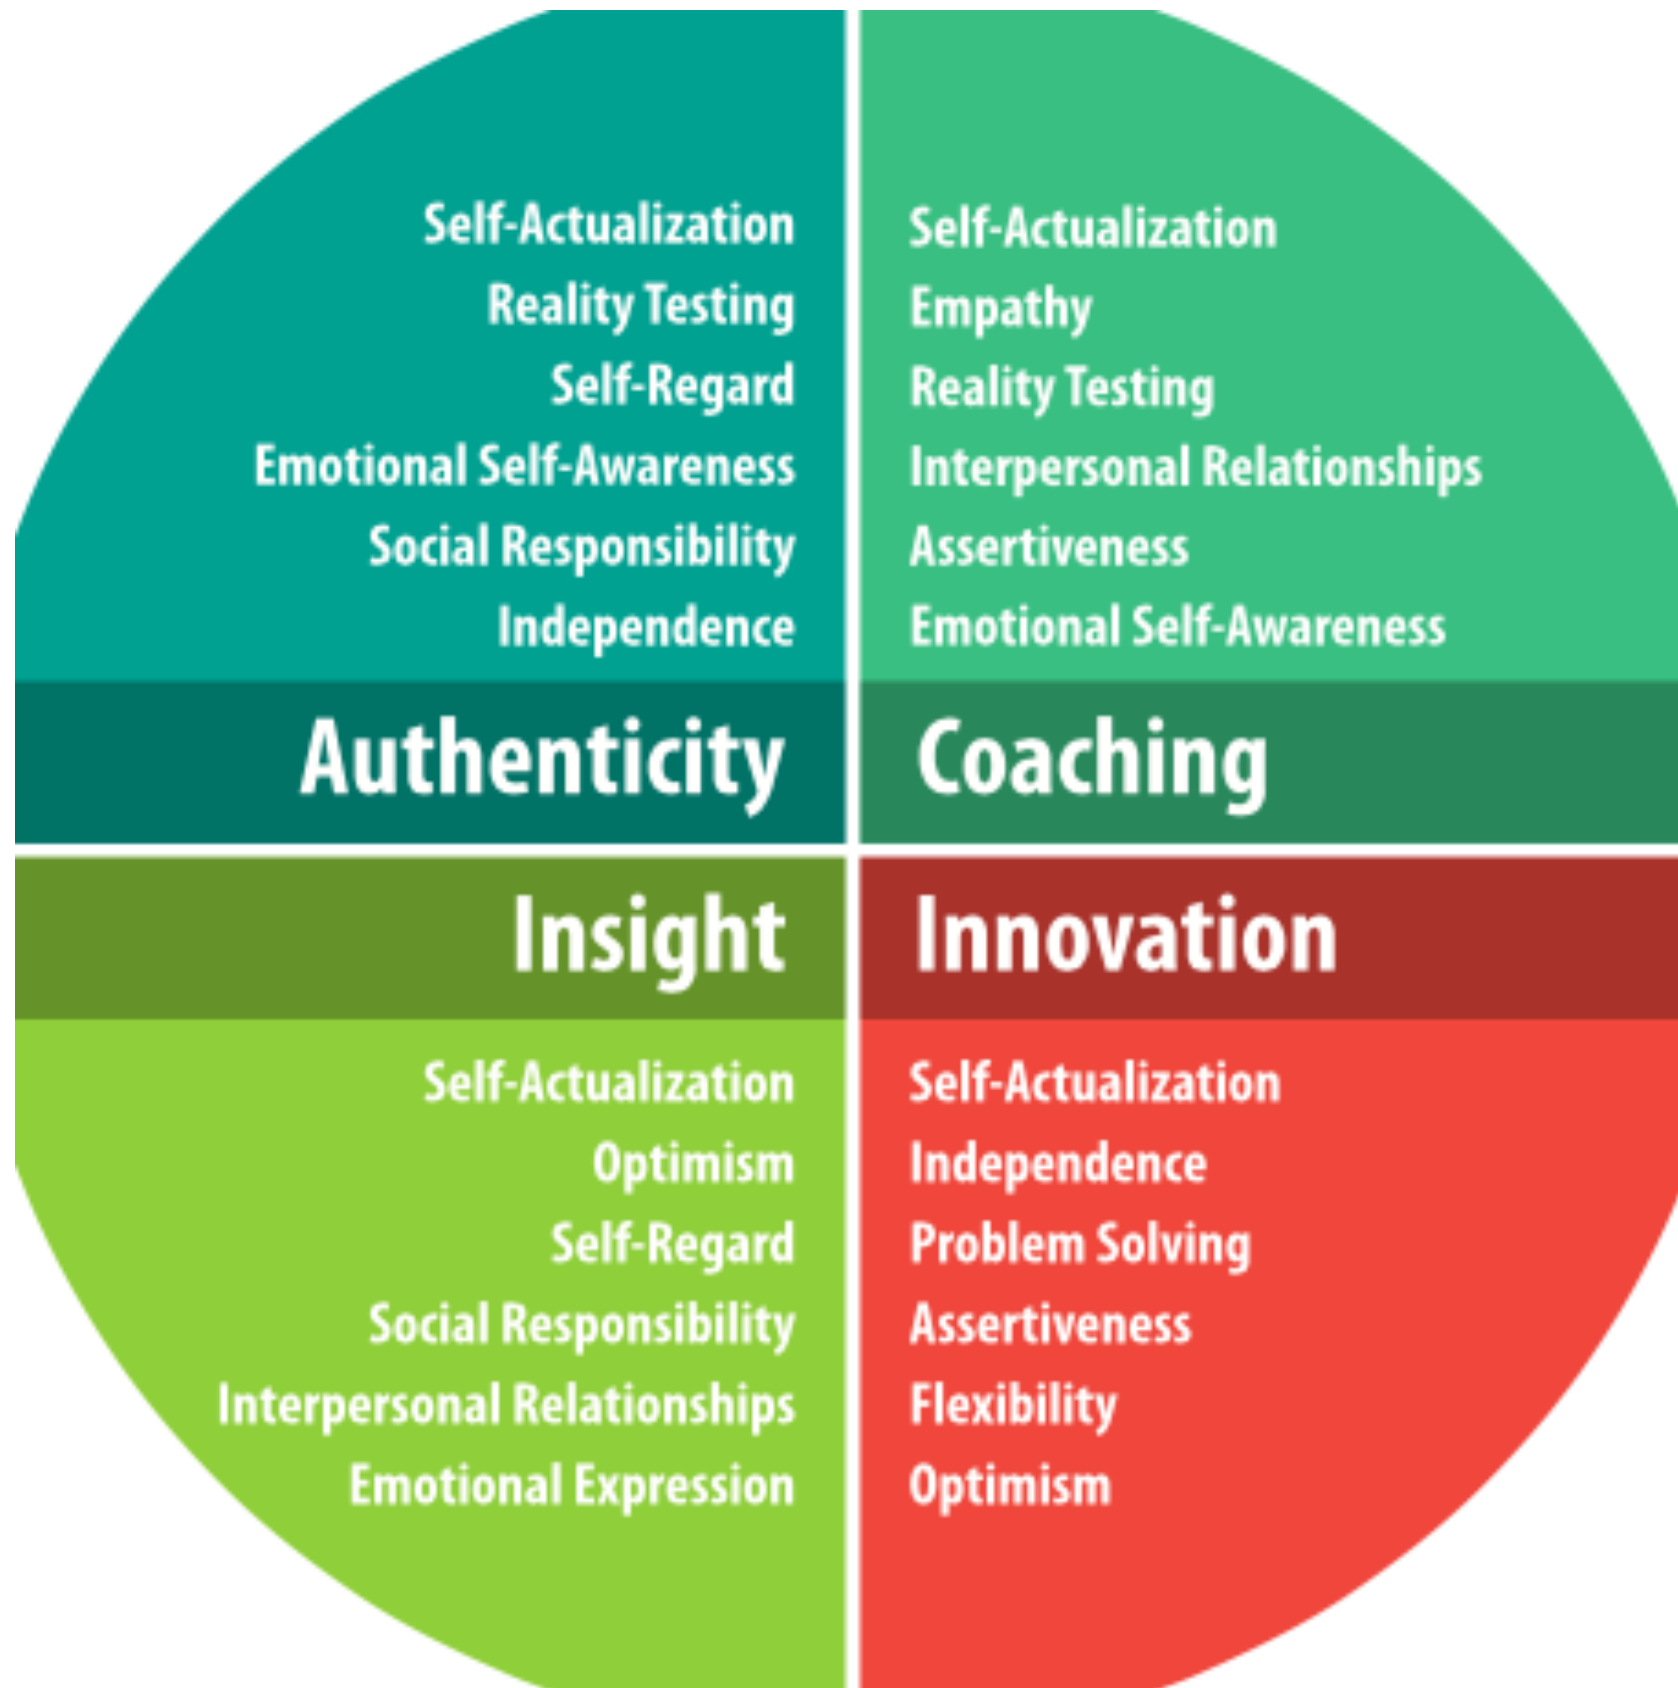 Self-Actualization
Reality Testing
Self-Regard
Emotional Self-Awareness
Social Responsibility
Independence
Authenticity
Self-Actualization
Empathy
Reality Testing
Interpersonal Relationships
Assertiveness
Emotional Self-Awareness
Coaching
Insight
Self-Actualization
Optimism
Self-Regard
Social Responsibility
Interpersonal Relationships
Emotional Expression
Innovation
Self-Actualization
Independence
Problem Solving
Assertiveness
Flexibility
Optimism